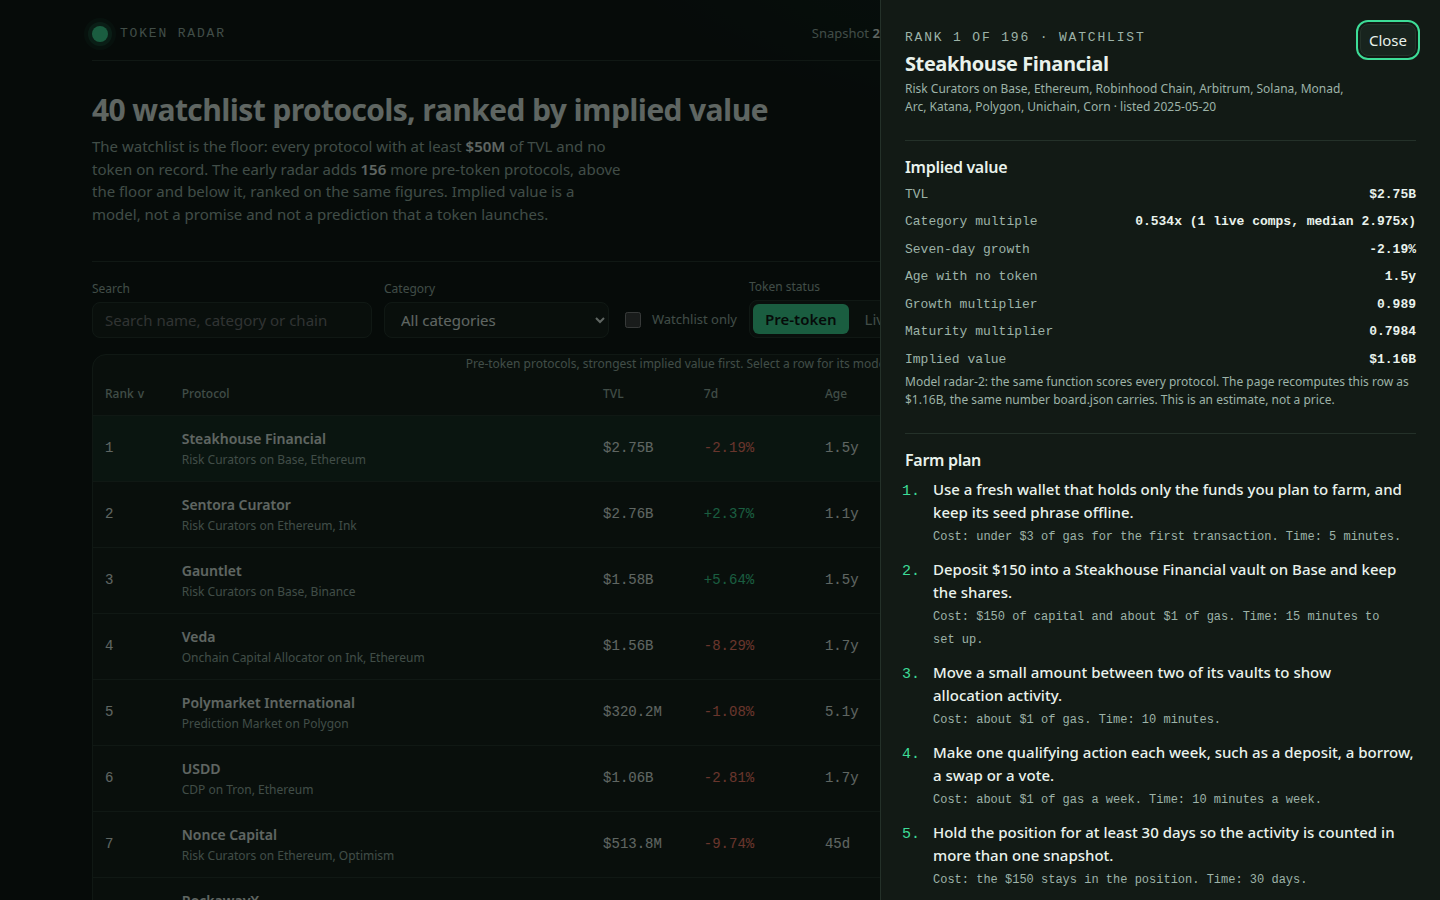 TOKEN RADAR
Snapshot 2
40 watchlist protocols, ranked by implied value
The watchlist is the floor: every protocol with at least $50M of TVL and no
token on record. The early radar adds 156 more pre-token protocols, above
the floor and below it, ranked on the same figures. Implied value is a
model, not a promise and not a prediction that a token launches.
Search
Category
Token status
Search name, category or chain
All categories
Watchlist only
Pre-token
Liv
Pre-token protocols, strongest implied value first. Select a row for its mod
Rank v Protocol TVL 7d Age
1 Steakhouse Financial $2.75B -2.19% 1.5y
Risk Curators on Base, Ethereum
2 Sentora Curator $2.76B +2.37% 1.1y
Risk Curators on Ethereum, Ink
3 Gauntlet $1.58B +5.64% 1.5y
Risk Curators on Base, Binance
4 Veda $1.56B -8.29% 1.7y
Onchain Capital Allocator on Ink, Ethereum
5 Polymarket International $320.2M -1.08% 5.1y
Prediction Market on Polygon
6 USDD $1.06B -2.81% 1.7y
CDP on Tron, Ethereum
7 Nonce Capital $513.8M -9.74% 45d
Risk Curators on Ethereum, Optimism
RockawayX
RANK 1 OF 196 · WATCHLIST
Close
Steakhouse Financial
Risk Curators on Base, Ethereum, Robinhood Chain, Arbitrum, Solana, Monad,
Arc, Katana, Polygon, Unichain, Corn · listed 2025-05-20
Implied value
TVL $2.75B
Category multiple 0.534x (1 live comps, median 2.975x)
Seven-day growth -2.19%
Age with no token 1.5y
Growth multiplier 0.989
Maturity multiplier 0.7984
Implied value $1.16B
Model radar-2: the same function scores every protocol. The page recomputes this row as
$1.16B, the same number board.json carries. This is an estimate, not a price.
Farm plan
1. Use a fresh wallet that holds only the funds you plan to farm, and
keep its seed phrase offline.
Cost: under $3 of gas for the first transaction. Time: 5 minutes.
2. Deposit $150 into a Steakhouse Financial vault on Base and keep
the shares.
Cost: $150 of capital and about $1 of gas. Time: 15 minutes to
set up.
3. Move a small amount between two of its vaults to show
allocation activity.
Cost: about $1 of gas. Time: 10 minutes.
4. Make one qualifying action each week, such as a deposit, a borrow,
a swap or a vote.
Cost: about $1 of gas a week. Time: 10 minutes a week.
5. Hold the position for at least 30 days so the activity is counted in
more than one snapshot.
Cost: the $150 stays in the position. Time: 30 days.